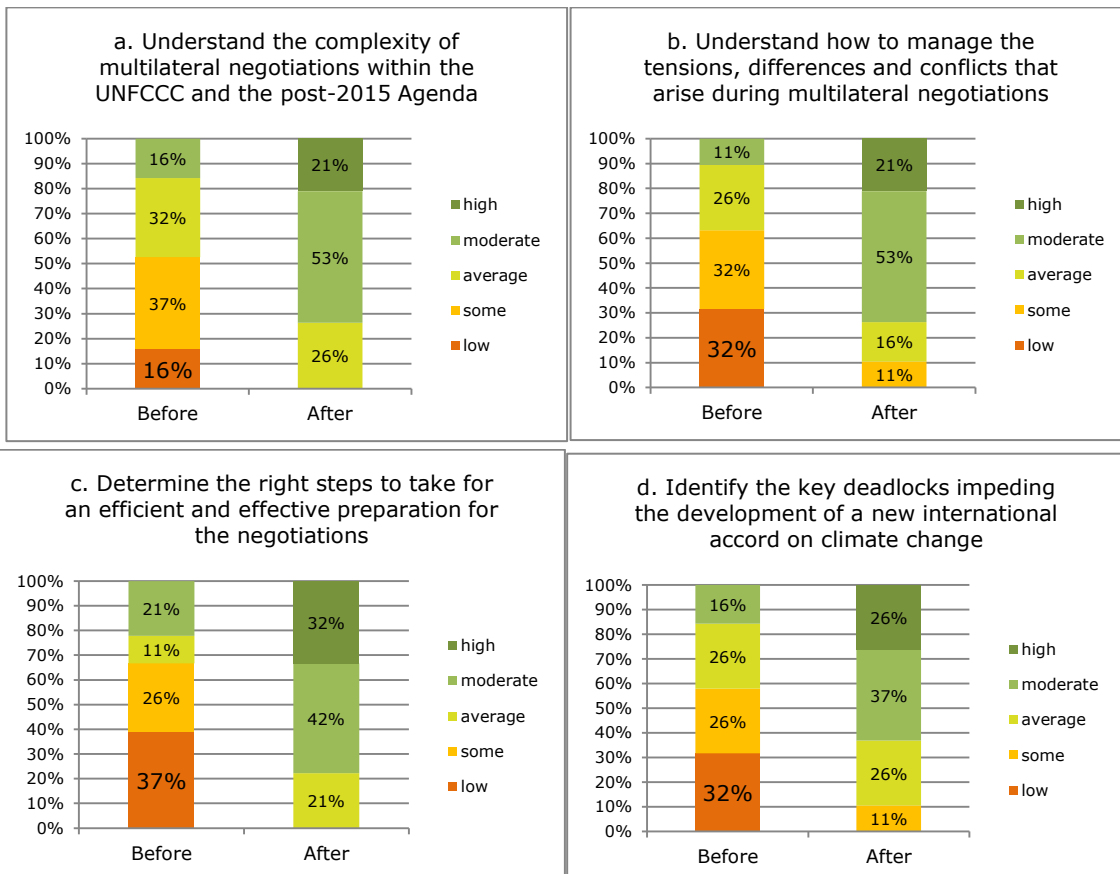 a. Understand the complexity of
multilateral negotiations within the
UNFCCC and the post-2015 Agenda
100%
90%
80%
70%
60%
50%
40%
30%
20%
10%
0%
16%
32%
37%
16%
21%
53%
26%
Before
After
high
moderate
average
some
low
b. Understand how to manage the
tensions, differences and conflicts that
arise during multilateral negotiations
100%
90%
80%
70%
60%
50%
40%
30%
20%
10%
0%
11%
26%
32%
32%
21%
53%
16%
11%
Before
After
high
moderate
average
some
low
c. Determine the right steps to take for
an efficient and effective preparation for
the negotiations
100%
90%
80%
70%
60%
50%
40%
30%
20%
10%
0%
21%
11%
26%
37%
32%
42%
21%
Before
After
high
moderate
average
some
low
d. Identify the key deadlocks impeding
the development of a new international
accord on climate change
100%
90%
80%
70%
60%
50%
40%
30%
20%
10%
0%
16%
26%
26%
32%
26%
37%
26%
11%
Before
After
high
moderate
average
some
low